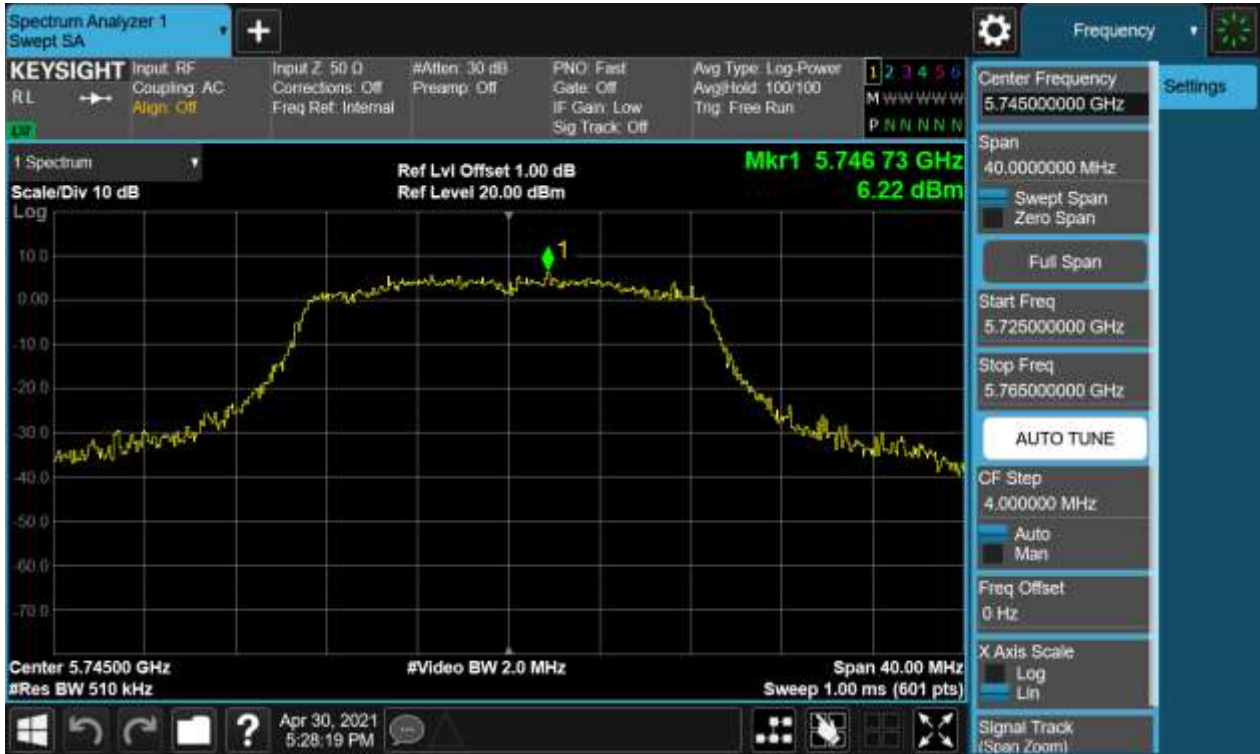 Spectrum Analyzer 1
Swept SA
+
Frequency
KEYSIGHT
RL
Input: RF
Coupling: AC
Align: Off
Input Z: 50 Ω
Corrections: Off
Freq Ref: Internal
#Atten: 30 dB
Preamp: Off
PNO: Fast
Gate: Off
IF Gain: Low
Sig Track: Off
Avg Type: Log-Power
Avg|Hold: 100/100
Trig: Free Run
1 2 3 4 5 6
M W W W W W
P N N N N N
1 Spectrum
Scale/Div 10 dB
Log
Ref Lvl Offset 1.00 dB
Ref Level 20.00 dBm
Mkr1 5.746 73 GHz
6.22 dBm
1
10.0
0.00
-10.0
-20.0
-30.0
-40.0
-50.0
-60.0
-70.0
Center 5.74500 GHz
#Res BW 510 kHz
#Video BW 2.0 MHz
Span 40.00 MHz
Sweep 1.00 ms (601 pts)
?
Apr 30, 2021
5:28:19 PM
Center Frequency
5.745000000 GHz
Settings
Span
40.0000000 MHz
Swept Span
Zero Span
Full Span
Start Freq
5.725000000 GHz
Stop Freq
5.765000000 GHz
AUTO TUNE
CF Step
4.000000 MHz
Auto
Man
Freq Offset
0 Hz
X Axis Scale
Log
Lin
Signal Track
(Span Zoom)